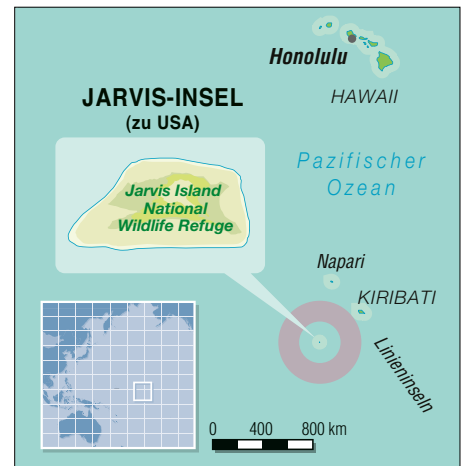 Honolulu
HAWAII
JARVIS-INSEL
(zu USA)
Pazifischer
Ozean
Jarvis Island
National
Wildlife Refuge
Napari
KIRIBATI
Linieninseln
0 400 800 km